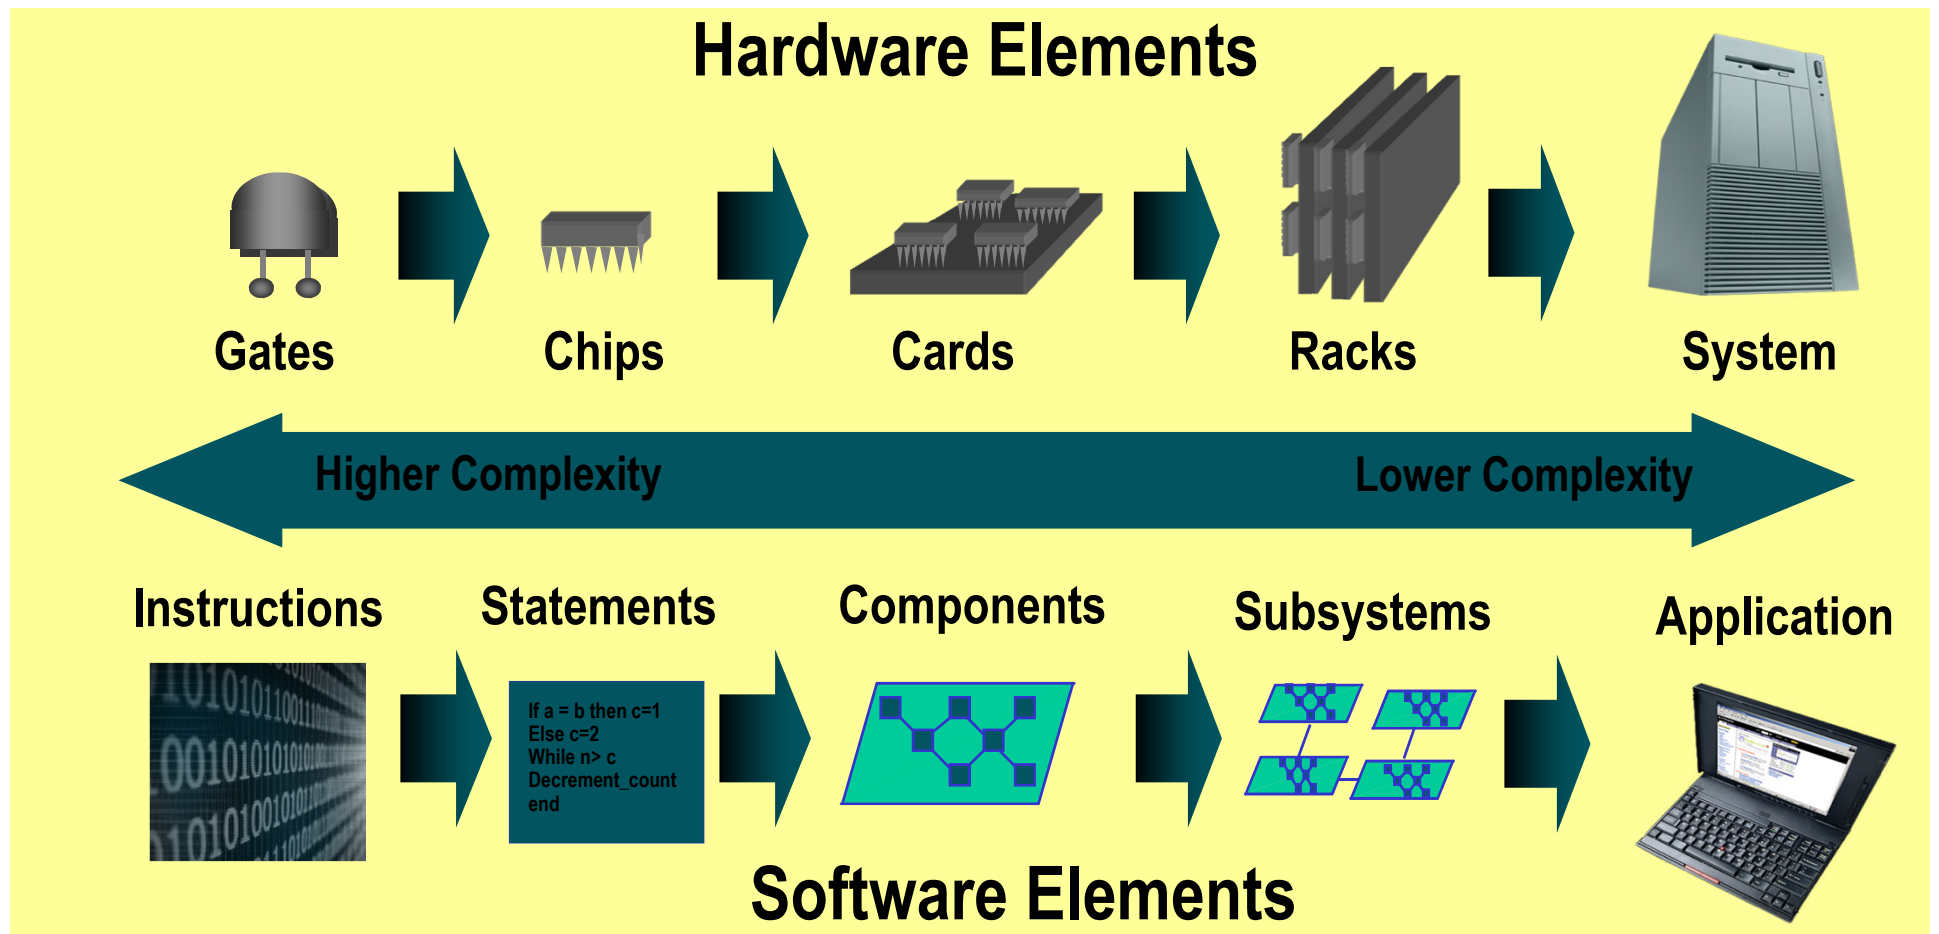 Hardware Elements
Gates
Chips
Cards
Racks
System
Higher Complexity
Lower Complexity
Instructions
Statements
Components
Subsystems
Application
If a = b then c=1
Else c=2
While n> c
Decrement_count
end
Software Elements